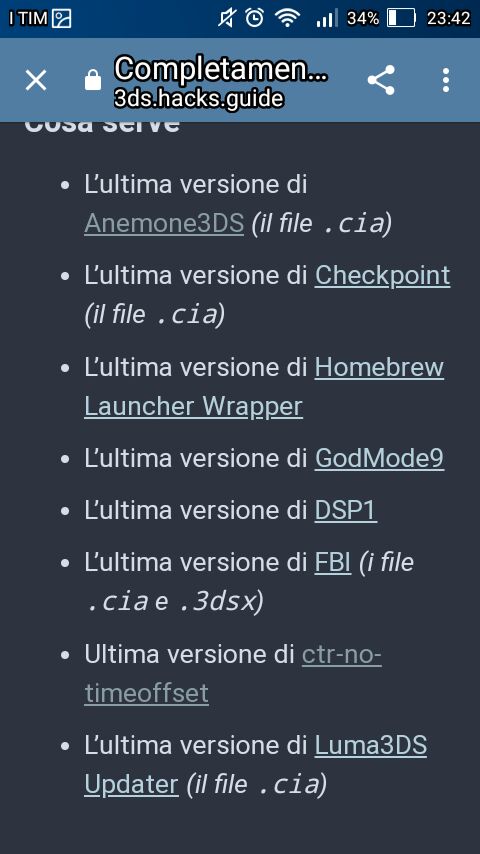 I TIM 34% 23:42
Completamen...
3ds.hacks.guide
Cosa serve
• L'ultima versione di
Anemone3DS (il file .cia)
• L'ultima versione di Checkpoint
(il file .cia)
• L'ultima versione di Homebrew
Launcher Wrapper
• L'ultima versione di GodMode9
• L'ultima versione di DSP1
• L'ultima versione di FBI (i file
.cia e .3dsx)
• Ultima versione di ctr-no-
timeoffset
• L'ultima versione di Luma3DS
Updater (il file .cia)